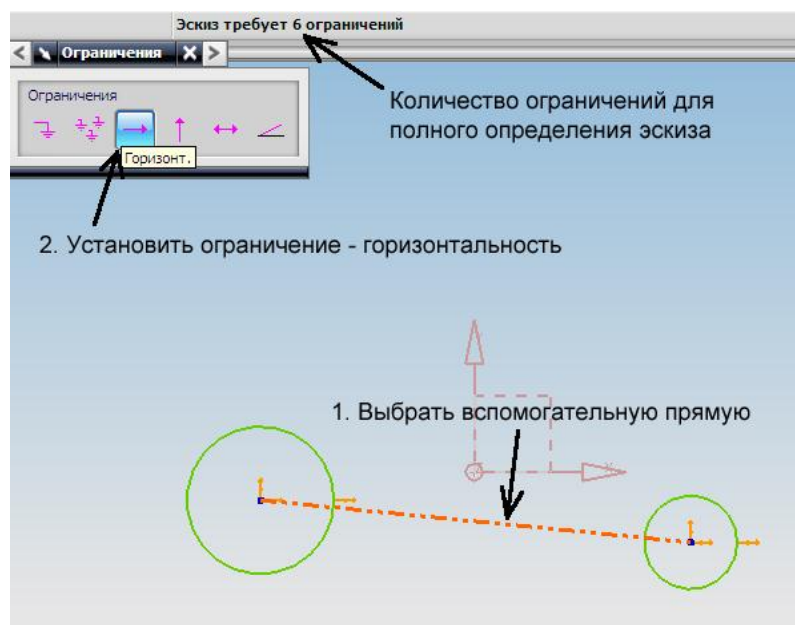 Эскиз требует 6 ограничений
Ограничения
Ограничения
Горизонт.
Количество ограничений для
полного определения эскиза
2. Установить ограничение - горизонтальность
1. Выбрать вспомогательную прямую